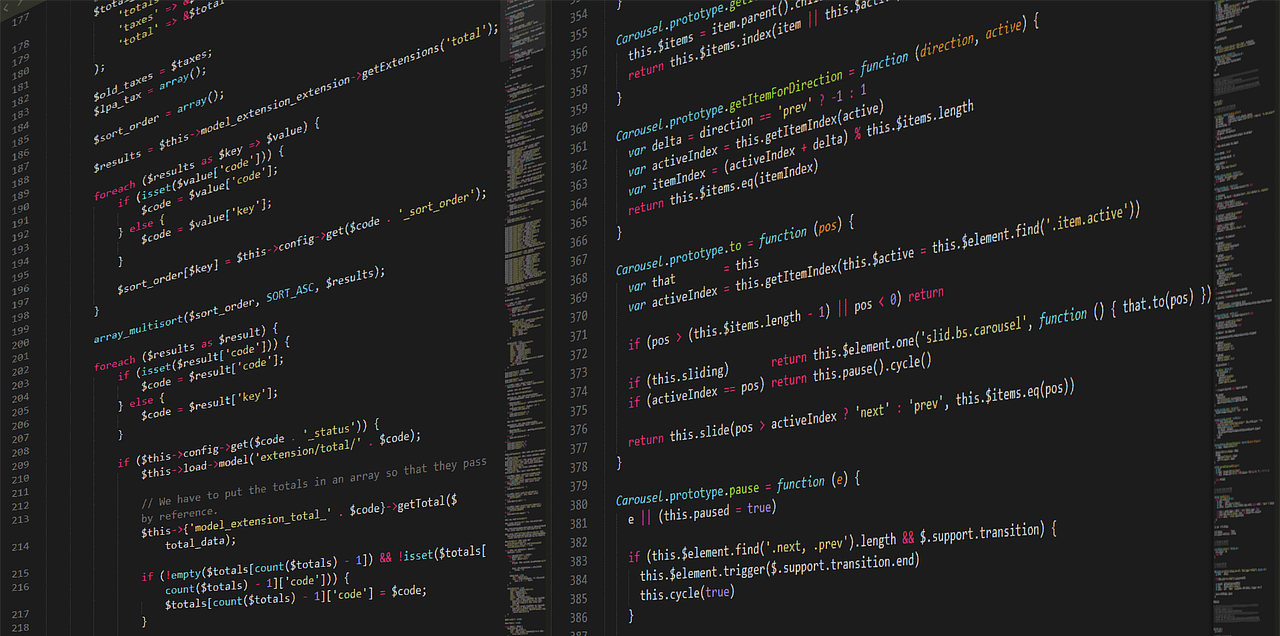 177
'totals
'taxes' => &$
'total' => &$total
178
179 );
180
181 $old_taxes = $taxes;
182 $lpa_tax = array();
183
184 $sort_order = array();
185
186 $results = $this->model_extension_extension->getExtensions('total');
187
188 foreach ($results as $key => $value) {
189 if (isset($value['code'])) {
190 $code = $value['code'];
191 } else {
192 $code = $value['key'];
193 }
194
195 $sort_order[$key] = $this->config->get($code . '_sort_order');
196
197 }
198
199 array_multisort($sort_order, SORT_ASC, $results);
200
201 foreach ($results as $result) {
202 if (isset($result['code'])) {
203 $code = $result['code'];
204 } else {
205 $code = $result['key'];
206 }
207
208 if ($this->config->get($code . '_status')) {
209 $this->load->model('extension/total/' . $code);
210
211
212 // We have to put the totals in an array so that they pass
by reference.
213 $this->{'model_extension_total_' . $code}->getTotal($
total_data);
214
215 if (!empty($totals[count($totals) - 1]) && !isset($totals[
216 count($totals) - 1]['code'])) {
$totals[count($totals) - 1]['code'] = $code;
217 }
218
354 Carousel.prototype.
355 this.$items = item.parent().
356 return this.$items.index(item || this.
357 }
358
359 Carousel.prototype.getItemForDirection = function (direction, active) {
360 var delta = direction == 'prev' ? -1 : 1
361 var activeIndex = this.getItemIndex(active)
362 var itemIndex = (activeIndex + delta) % this.$items.length
363 return this.$items.eq(itemIndex)
364 }
365
366 Carousel.prototype.to = function (pos) {
367 var that = this
368 var activeIndex = this.getItemIndex(this.$active = this.$element.find('.item.active'))
369
370 if (pos > (this.$items.length - 1) || pos < 0) return
371
372 if (this.sliding) return this.$element.one('slid.bs.carousel', function () { that.to(pos) })
373 if (activeIndex == pos) return this.pause().cycle()
374
375 return this.slide(pos > activeIndex ? 'next' : 'prev', this.$items.eq(pos))
376
377 }
378
379 Carousel.prototype.pause = function (e) {
380 e || (this.paused = true)
381
382 if (this.$element.find('.next, .prev').length && $.support.transition) {
383 this.$element.trigger($.support.transition.end)
384 this.cycle(true)
385 }
386
387